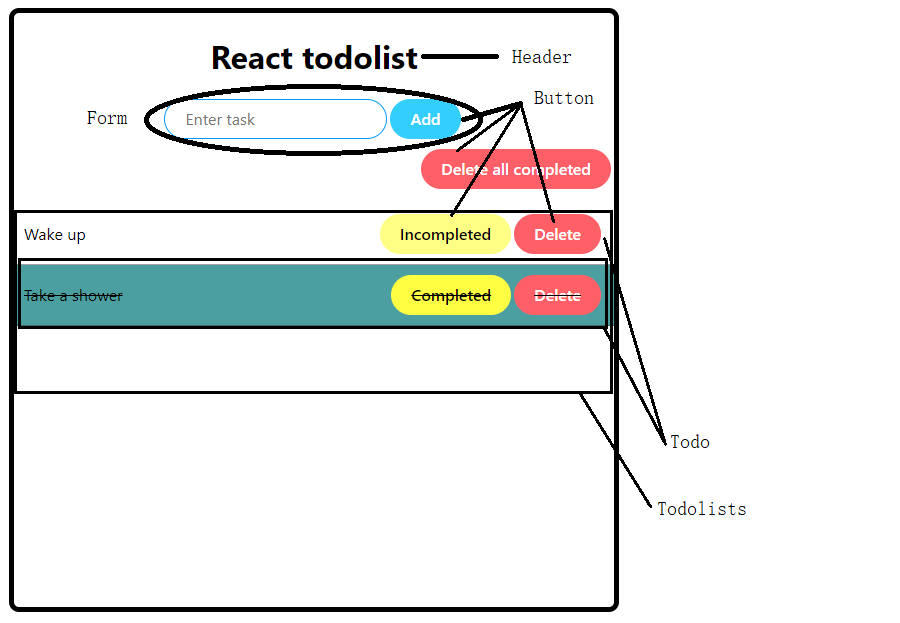 React todolist
Header
Button
Form
Enter task
Add
Delete all completed
Wake up
Incompleted
Delete
Take a shower
Completed
Delete
Todo
Todolists